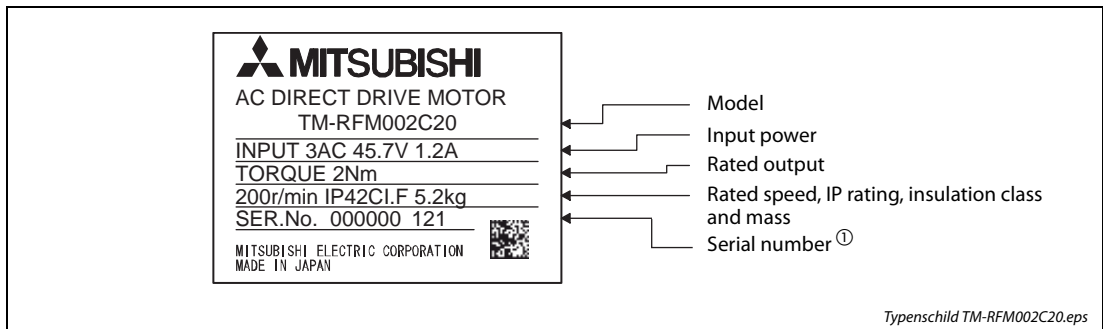 MITSUBISHI
AC DIRECT DRIVE MOTOR
TM-RFM002C20
INPUT 3AC 45.7V 1.2A
TORQUE 2Nm
200r/min IP42CI.F 5.2kg
SER.No. 000000 121
MITSUBISHI ELECTRIC CORPORATION
MADE IN JAPAN
Model
Input power
Rated output
Rated speed, IP rating, insulation class
and mass
Serial number ①
Typenschild TM-RFM002C20.eps